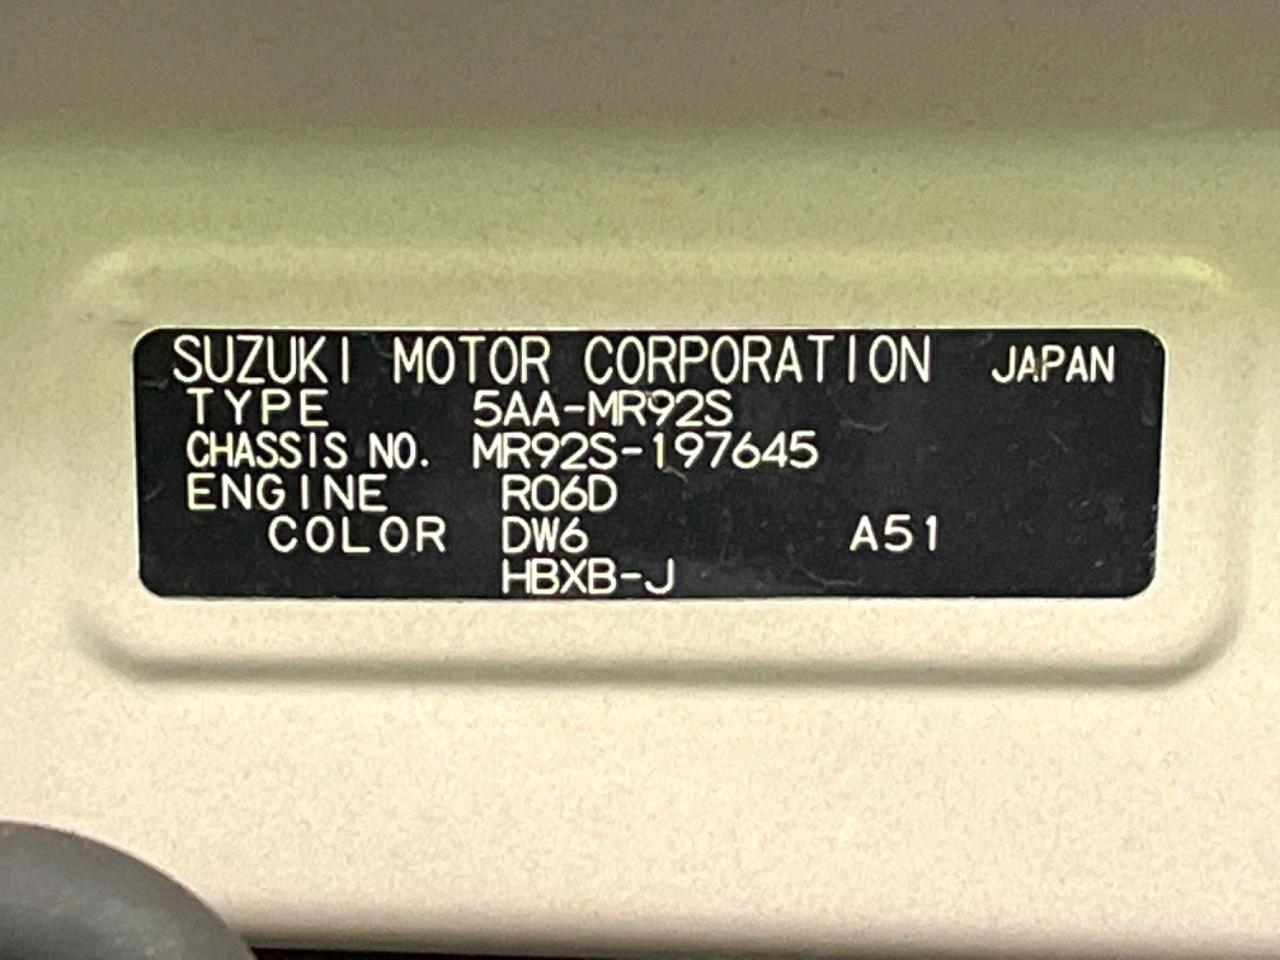 SUZUKI MOTOR CORPORATION JAPAN
TYPE 5AA-MR92S
CHASSIS NO. MR92S-197645
ENGINE R06D
COLOR DW6 A51
HBXB-J